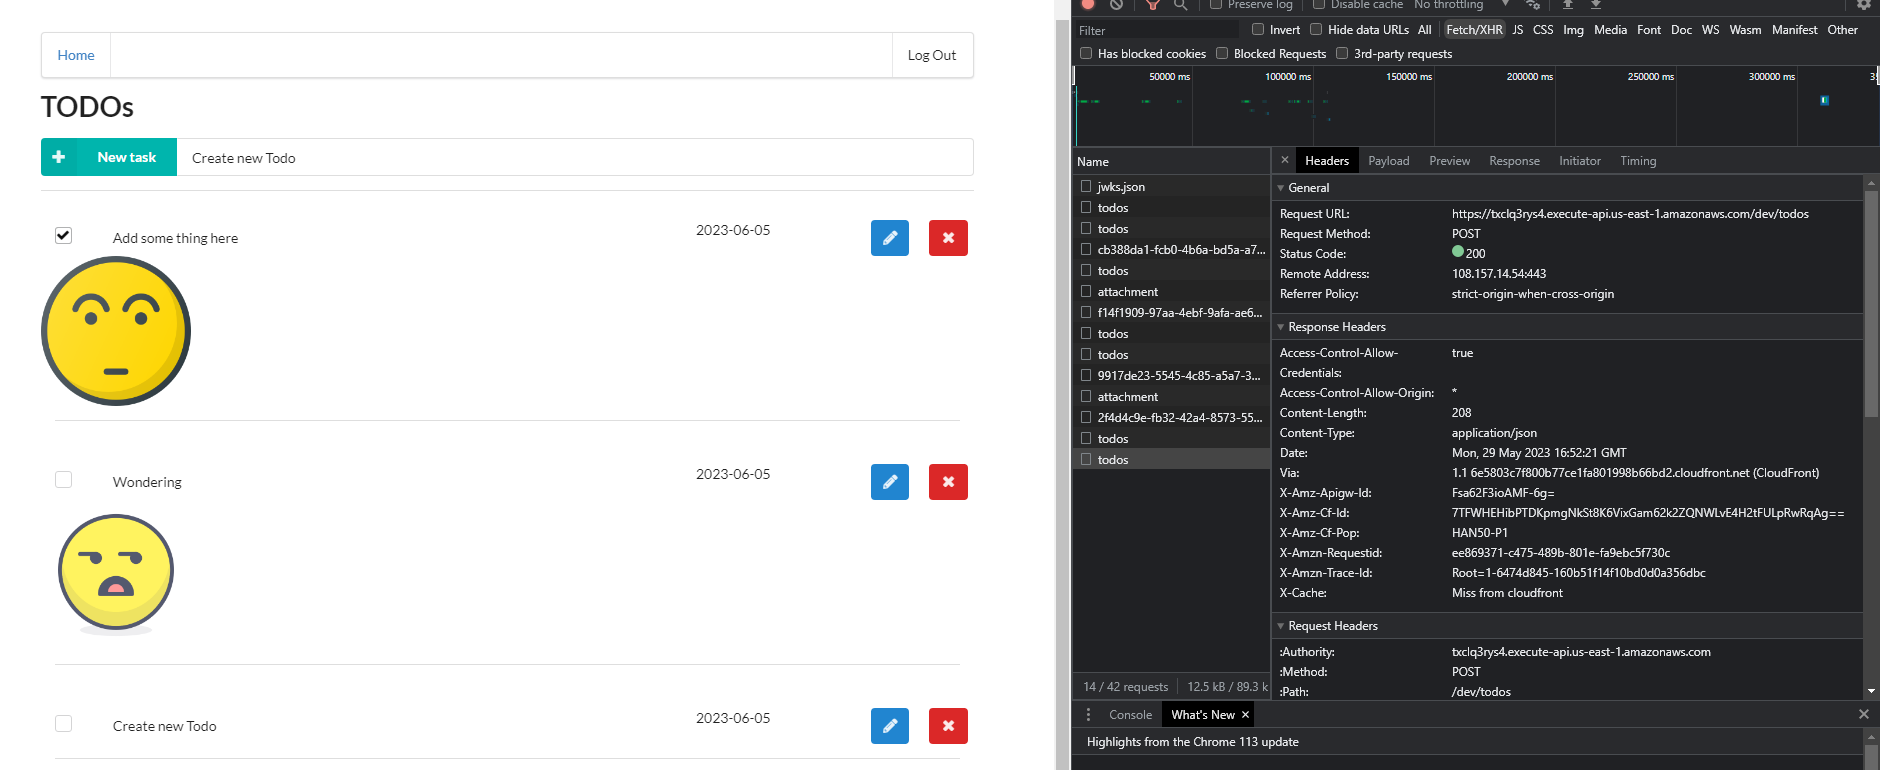 Home
Log Out
TODOs
New task
Create new Todo
Add some thing here
2023-06-05
Wondering
2023-06-05
Create new Todo
2023-06-05
Preserve log
Disable cache
No throttling
Filter
Invert
Hide data URLs
All
Fetch/XHR
JS
CSS
Img
Media
Font
Doc
WS
Wasm
Manifest
Other
Has blocked cookies
Blocked Requests
3rd-party requests
50000 ms
100000 ms
150000 ms
200000 ms
250000 ms
300000 ms
Name
jwks.json
todos
todos
cb388da1-fcb0-4b6a-bd5a-a7...
todos
attachment
f14f1909-97aa-4ebf-9afa-ae6...
todos
todos
9917de23-5545-4c85-a5a7-3...
attachment
2f4d4c9e-fb32-42a4-8573-55...
todos
todos
14 / 42 requests
12.5 kB / 89.3 k
Headers
Payload
Preview
Response
Initiator
Timing
General
Request URL: https://txclq3rys4.execute-api.us-east-1.amazonaws.com/dev/todos
Request Method: POST
Status Code: 200
Remote Address: 108.157.14.54:443
Referrer Policy: strict-origin-when-cross-origin
Response Headers
Access-Control-Allow-Credentials: true
Access-Control-Allow-Origin: *
Content-Length: 208
Content-Type: application/json
Date: Mon, 29 May 2023 16:52:21 GMT
Via: 1.1 6e5803c7f800b77ce1fa801998b66bd2.cloudfront.net (CloudFront)
X-Amz-Apigw-Id: Fsa62F3ioAMF-6g=
X-Amz-Cf-Id: 7TFWHEHibPTDKpmgNkSt8K6VixGam62k2ZQNWLvE4H2tFULpRwRqAg==
X-Amz-Cf-Pop: HAN50-P1
X-Amzn-Requestid: ee869371-c475-489b-801e-fa9ebc5f730c
X-Amzn-Trace-Id: Root=1-6474d845-160b51f14f10bd0d0a356dbc
X-Cache: Miss from cloudfront
Request Headers
:Authority: txclq3rys4.execute-api.us-east-1.amazonaws.com
:Method: POST
:Path: /dev/todos
Console
What's New
Highlights from the Chrome 113 update